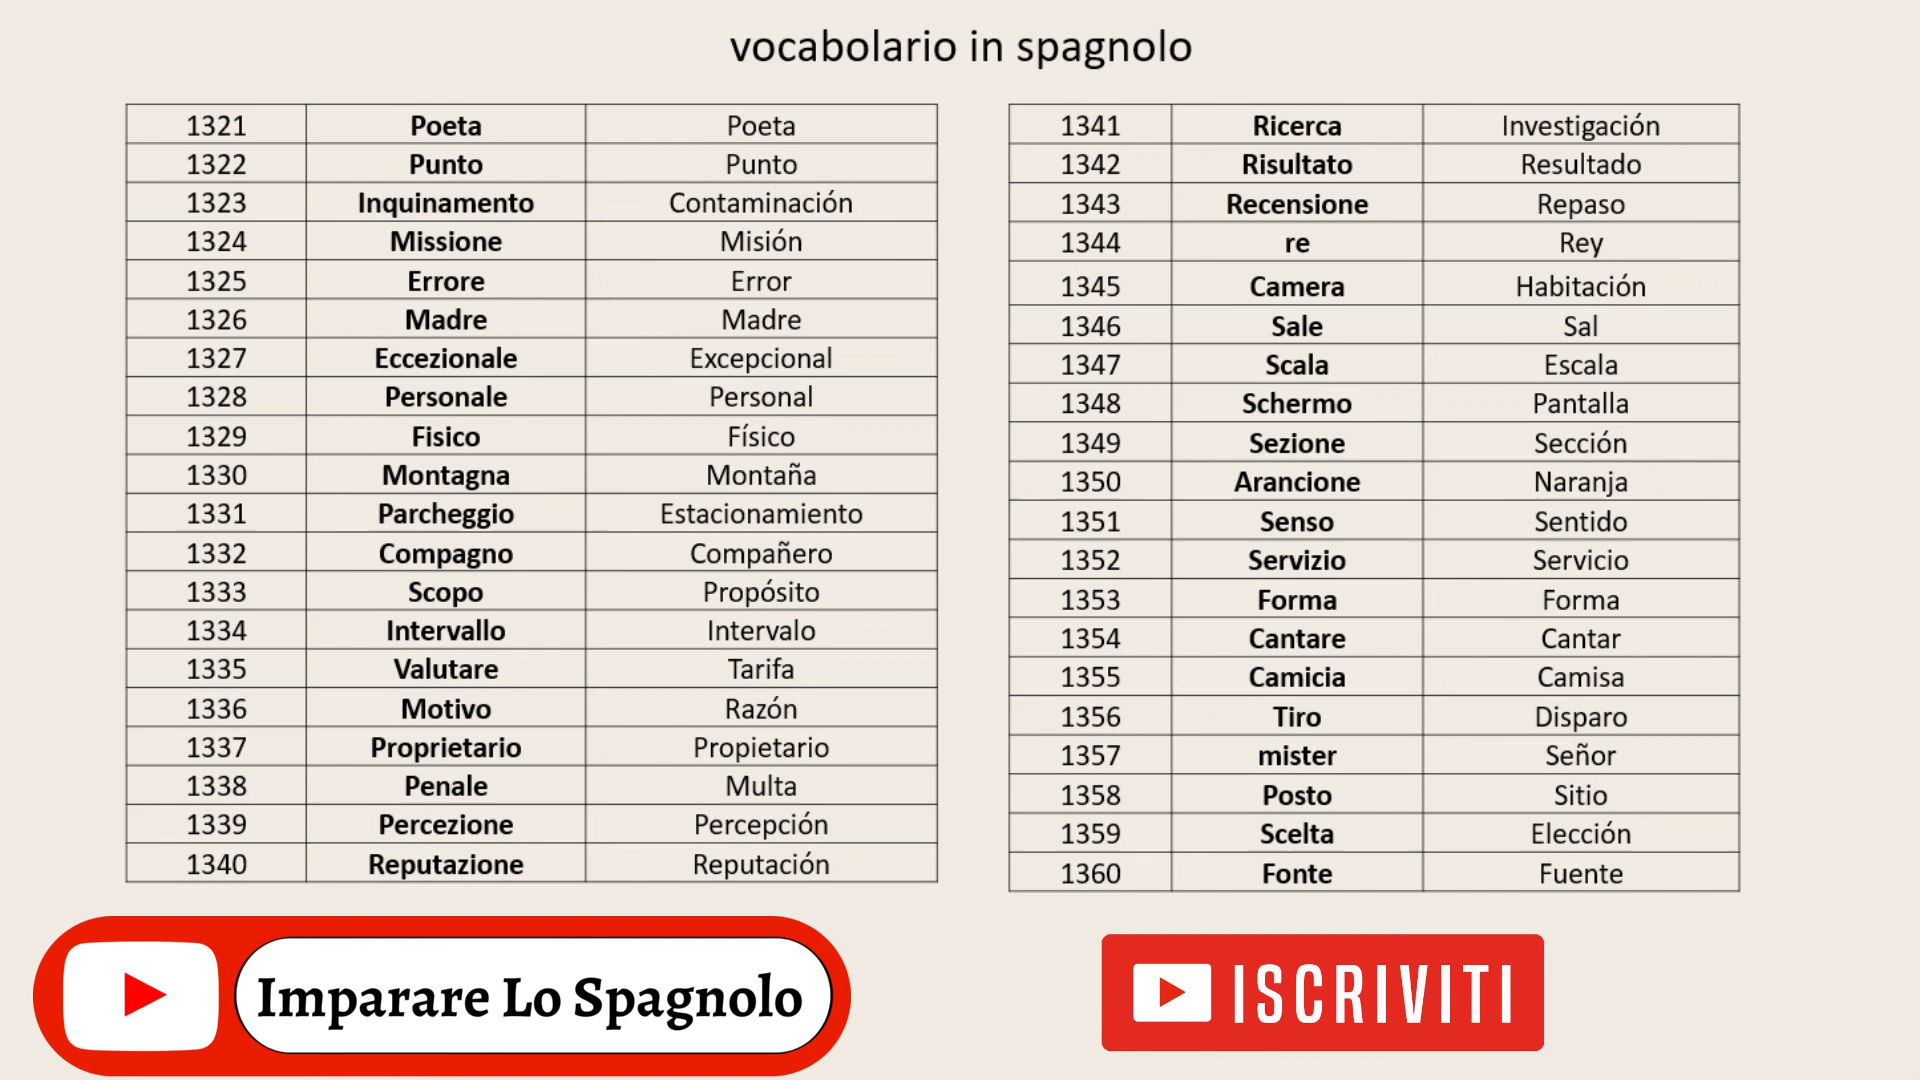 vocabolario in spagnolo
1321 Poeta Poeta
1322 Punto Punto
1323 Inquinamento Contaminación
1324 Missione Misión
1325 Errore Error
1326 Madre Madre
1327 Eccezionale Excepcional
1328 Personale Personal
1329 Fisico Físico
1330 Montagna Montaña
1331 Parcheggio Estacionamiento
1332 Compagno Compañero
1333 Scopo Propósito
1334 Intervallo Intervalo
1335 Valutare Tarifa
1336 Motivo Razón
1337 Proprietario Propietario
1338 Penale Multa
1339 Percezione Percepción
1340 Reputazione Reputación
1341 Ricerca Investigación
1342 Risultato Resultado
1343 Recensione Repaso
1344 re Rey
1345 Camera Habitación
1346 Sale Sal
1347 Scala Escala
1348 Schermo Pantalla
1349 Sezione Sección
1350 Arancione Naranja
1351 Senso Sentido
1352 Servizio Servicio
1353 Forma Forma
1354 Cantare Cantar
1355 Camicia Camisa
1356 Tiro Disparo
1357 mister Señor
1358 Posto Sitio
1359 Scelta Elección
1360 Fonte Fuente
Imparare Lo Spagnolo
ISCRIVITI